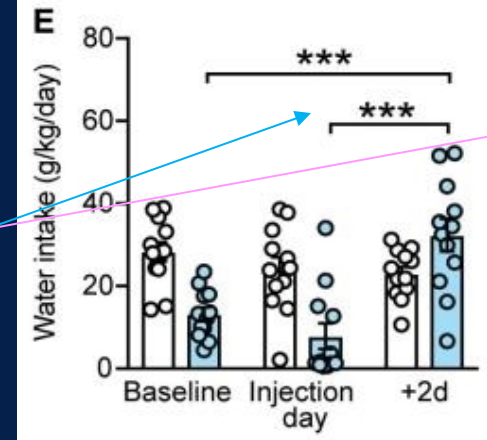 E
Water intake (g/kg/day)
80
60
40
20
0
***
***
Baseline
Injection
day
+2d